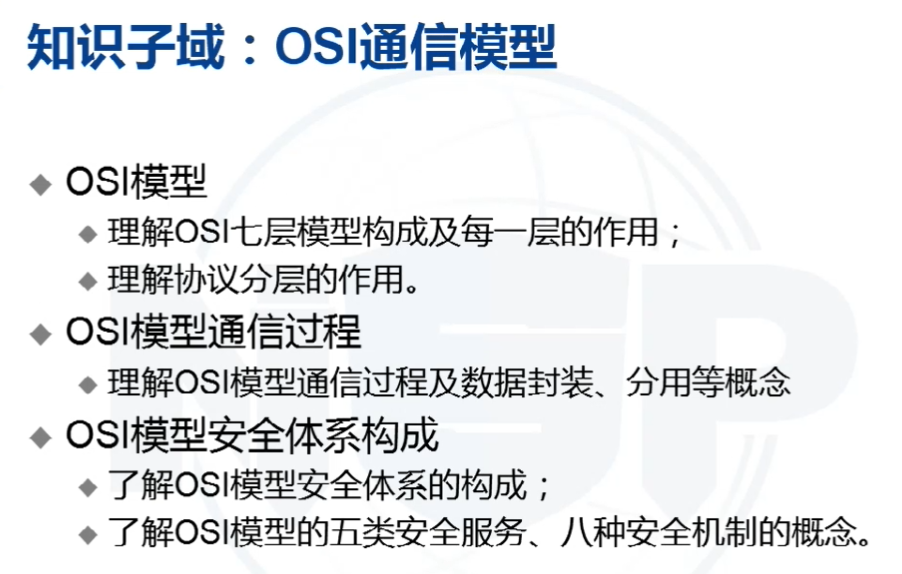 知识子域：OSI通信模型
OSI模型
理解OSI七层模型构成及每一层的作用；
理解协议分层的作用。
OSI模型通信过程
理解OSI模型通信过程及数据封装、分用等概念
OSI模型安全体系构成
了解OSI模型安全体系的构成；
了解OSI模型的五类安全服务、八种安全机制的概念。